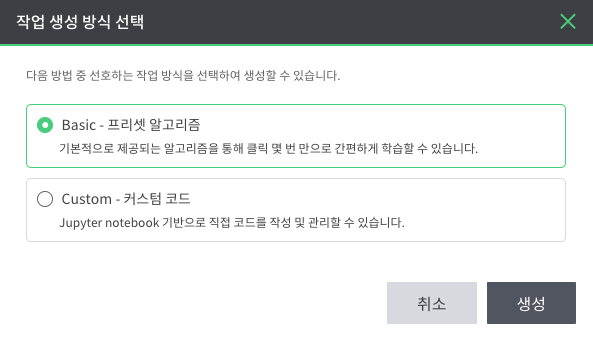 작업 생성 방식 선택
다음 방법 중 선호하는 작업 방식을 선택하여 생성할 수 있습니다.
Basic - 프리셋 알고리즘
기본적으로 제공되는 알고리즘을 통해 클릭 몇 번 만으로 간편하게 학습할 수 있습니다.
Custom - 커스텀 코드
Jupyter notebook 기반으로 직접 코드를 작성 및 관리할 수 있습니다.
취소 생성